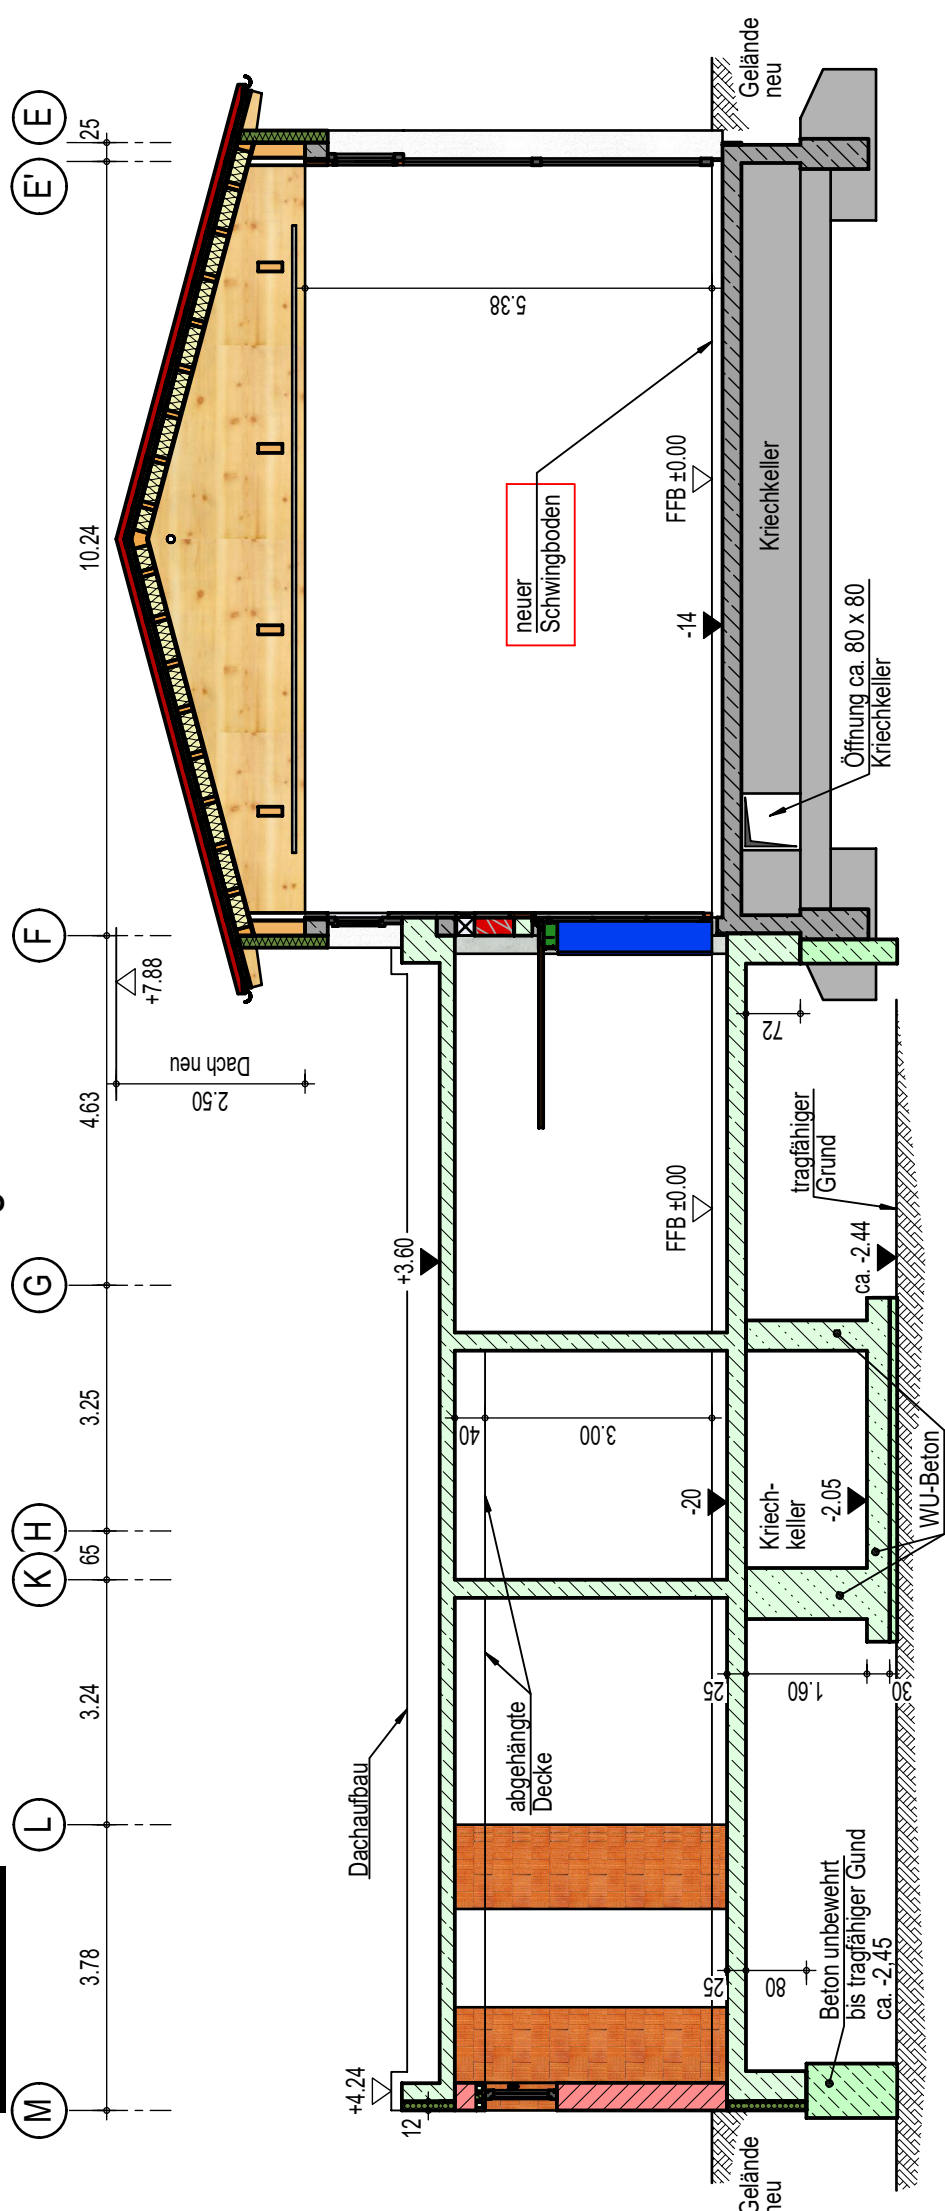 M
L
K
H
G
F
E'
E
3.78
3.24
65
3.25
4.63
10.24
25
+7.88
2.50
Dach neu
+4.24
12
Dachaufbau
+3.60
abgehängte
Decke
40
3.00
5.38
neuer
Schwingboden
FFB ±0.00
FFB ±0.00
-20
-14
Gelände
neu
Gelände
neu
25
80
25
1.60
30
72
Kriech-
keller
-2.05
WU-Beton
Kriechkeller
Öffnung ca. 80 x 80
Kriechkeller
tragfähiger
Grund
ca. -2.44
Beton unbewehrt
bis tragfähiger Gund
ca. -2,45